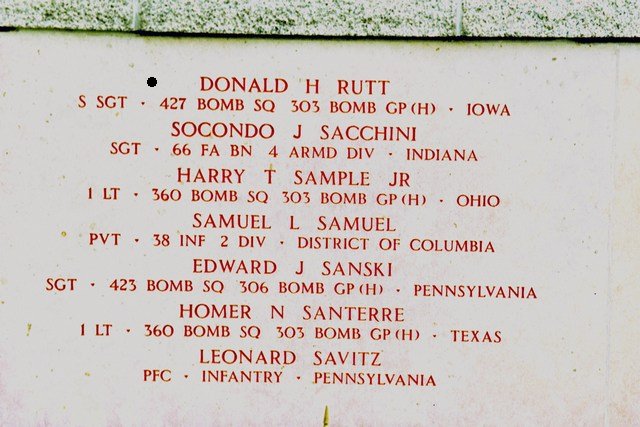 DONALD H RUTT
S SGT · 427 BOMB SQ 303 BOMB GP (H) · IOWA
SOCONDO J SACCHINI
SGT · 66 FA BN 4 ARMD DIV · INDIANA
HARRY T SAMPLE JR
1 LT · 360 BOMB SQ 303 BOMB GP (H) · OHIO
SAMUEL L SAMUEL
PVT · 38 INF 2 DIV · DISTRICT OF COLUMBIA
EDWARD J SANSKI
SGT · 423 BOMB SQ 306 BOMB GP (H) · PENNSYLVANIA
HOMER N SANTERRE
1 LT · 360 BOMB SQ 303 BOMB GP (H) · TEXAS
LEONARD SAVITZ
PFC · INFANTRY · PENNSYLVANIA